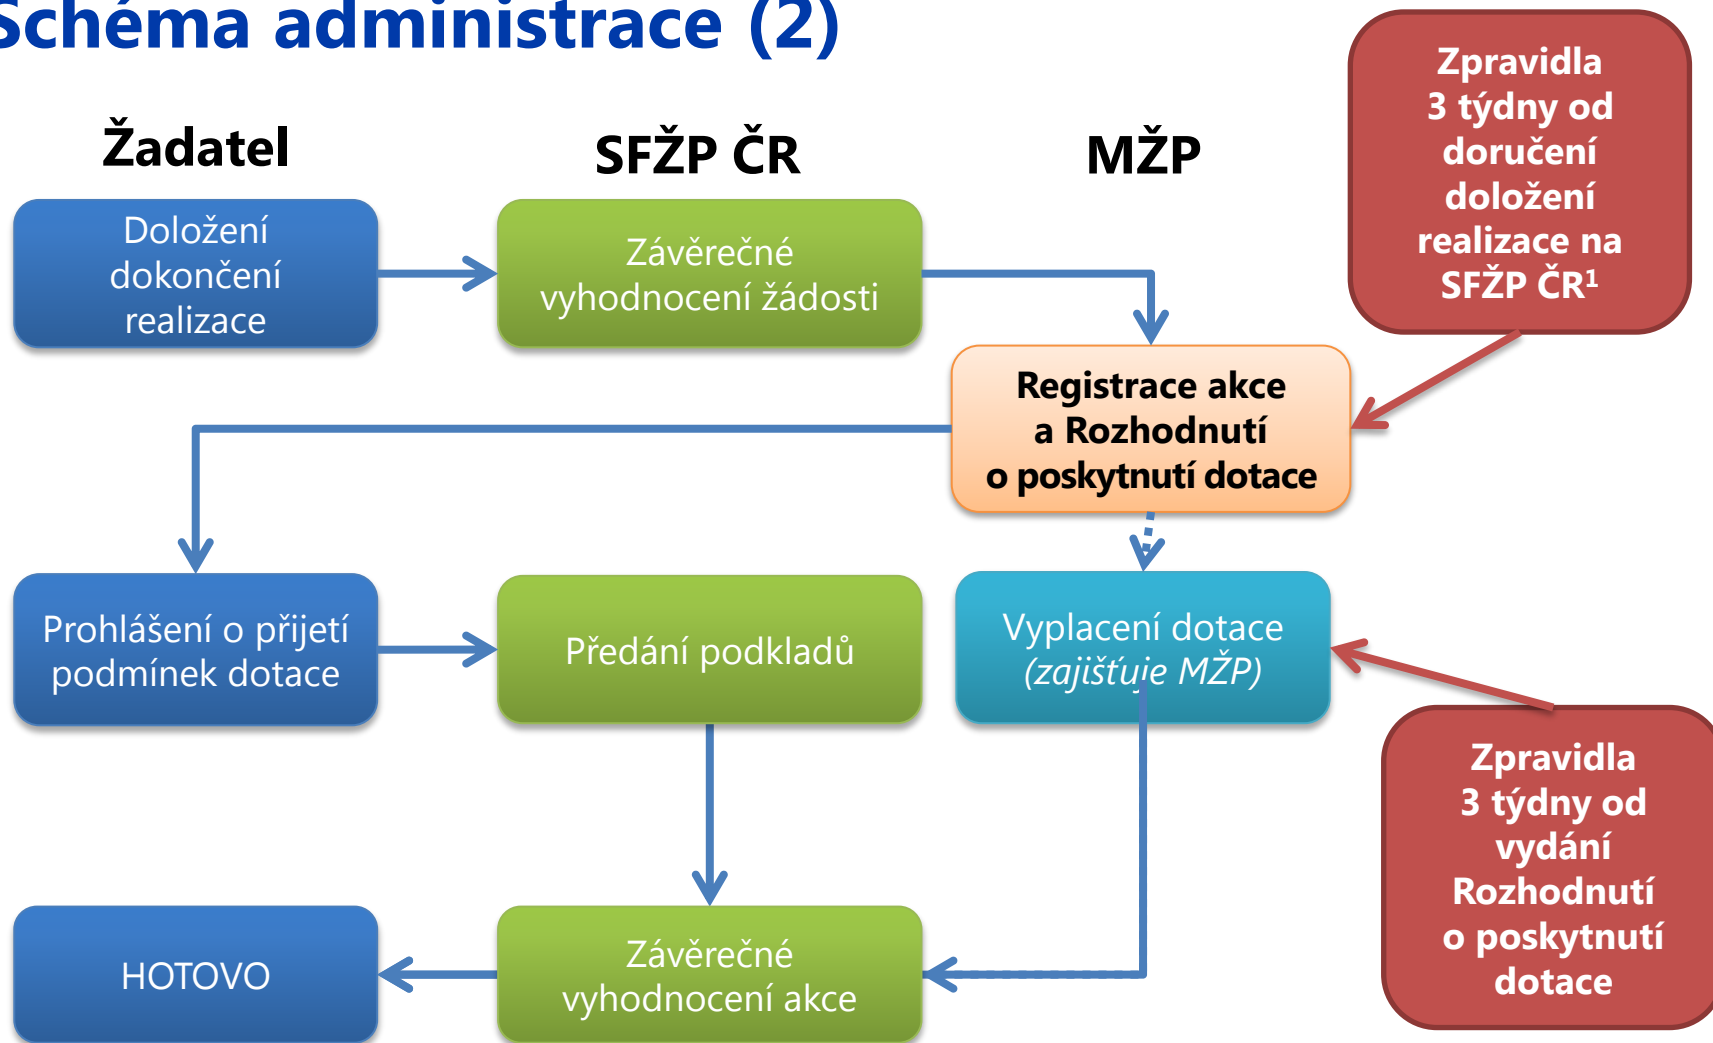 Schéma administrace (2)
Žadatel
SFŽP ČR
MŽP
Zpravidla
3 týdny od
doručení
doložení
realizace na
SFŽP ČR¹
Doložení
dokončení
realizace
Závěrečné
vyhodnocení žádosti
Registrace akce
a Rozhodnutí
o poskytnutí dotace
Prohlášení o přijetí
podmínek dotace
Předání podkladů
Vyplacení dotace
(zajišťuje MŽP)
Zpravidla
3 týdny od
vydání
Rozhodnutí
o poskytnutí
dotace
HOTOVO
Závěrečné
vyhodnocení akce